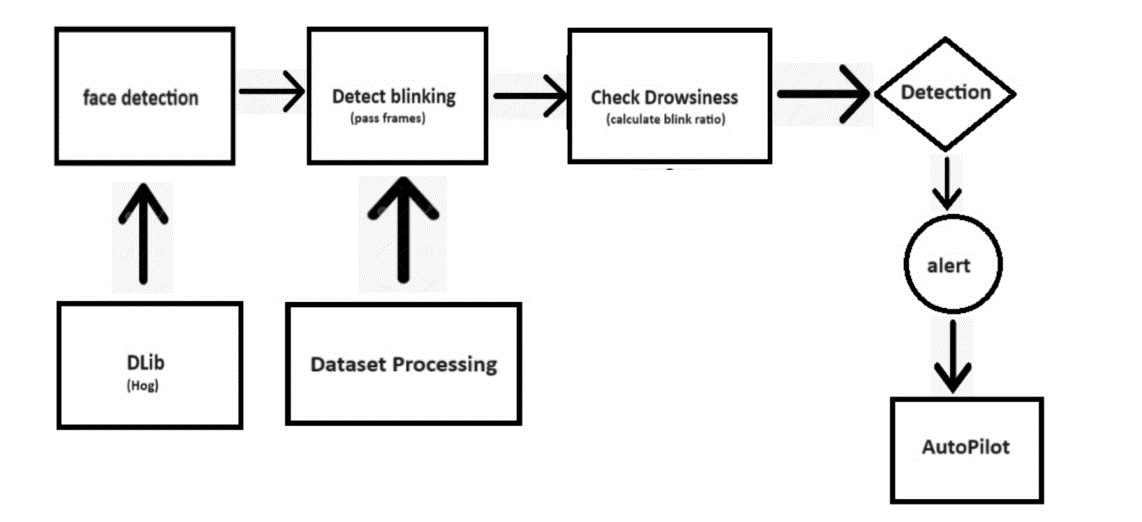 face detection
Detect blinking
(pass frames)
Check Drowsiness
(calculate blink ratio)
Detection
alert
DLib
(Hog)
Dataset Processing
AutoPilot